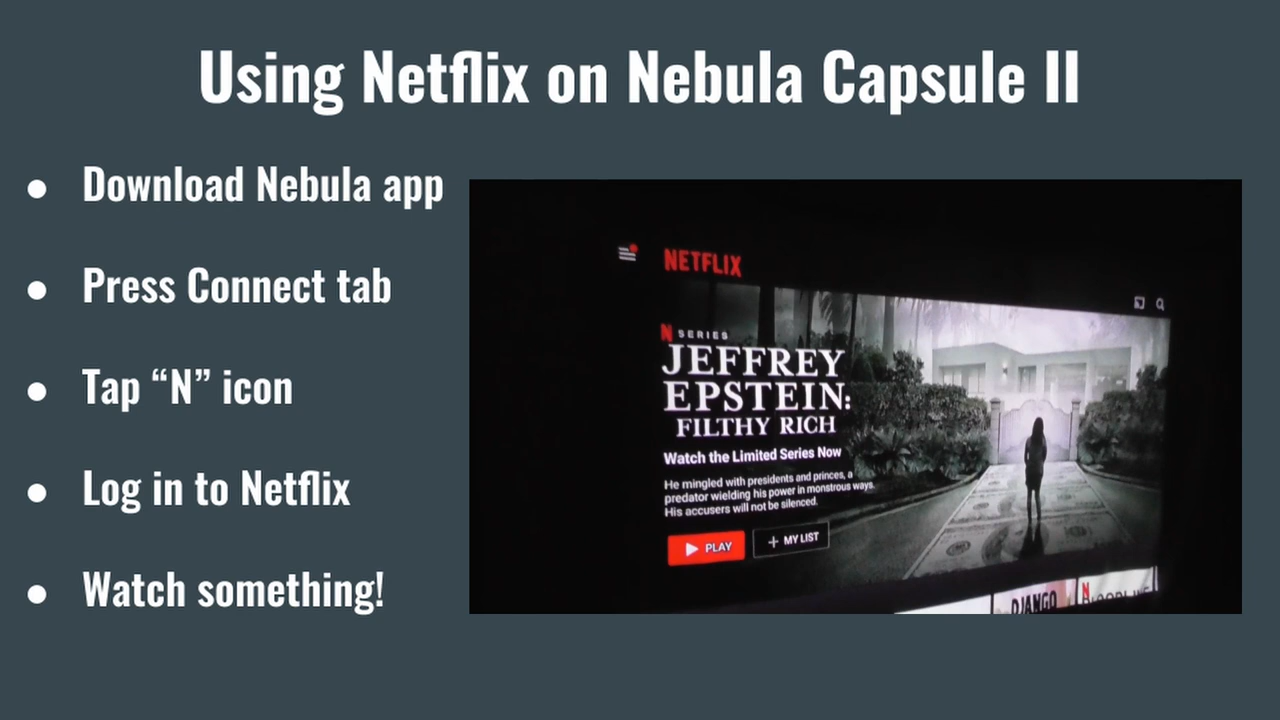 Using Netflix on Nebula Capsule II
● Download Nebula app
● Press Connect tab
● Tap “N” icon
● Log in to Netflix
● Watch something!
NETFLIX
N SERIES
JEFFREY
EPSTEIN:
FILTHY RICH
Watch the Limited Series Now
He mingled with presidents and princes, a
predator wielding his power in monstrous ways.
His accusers will not be silenced.
PLAY
+ MY LIST
DJANGO
N
BLOODLINE